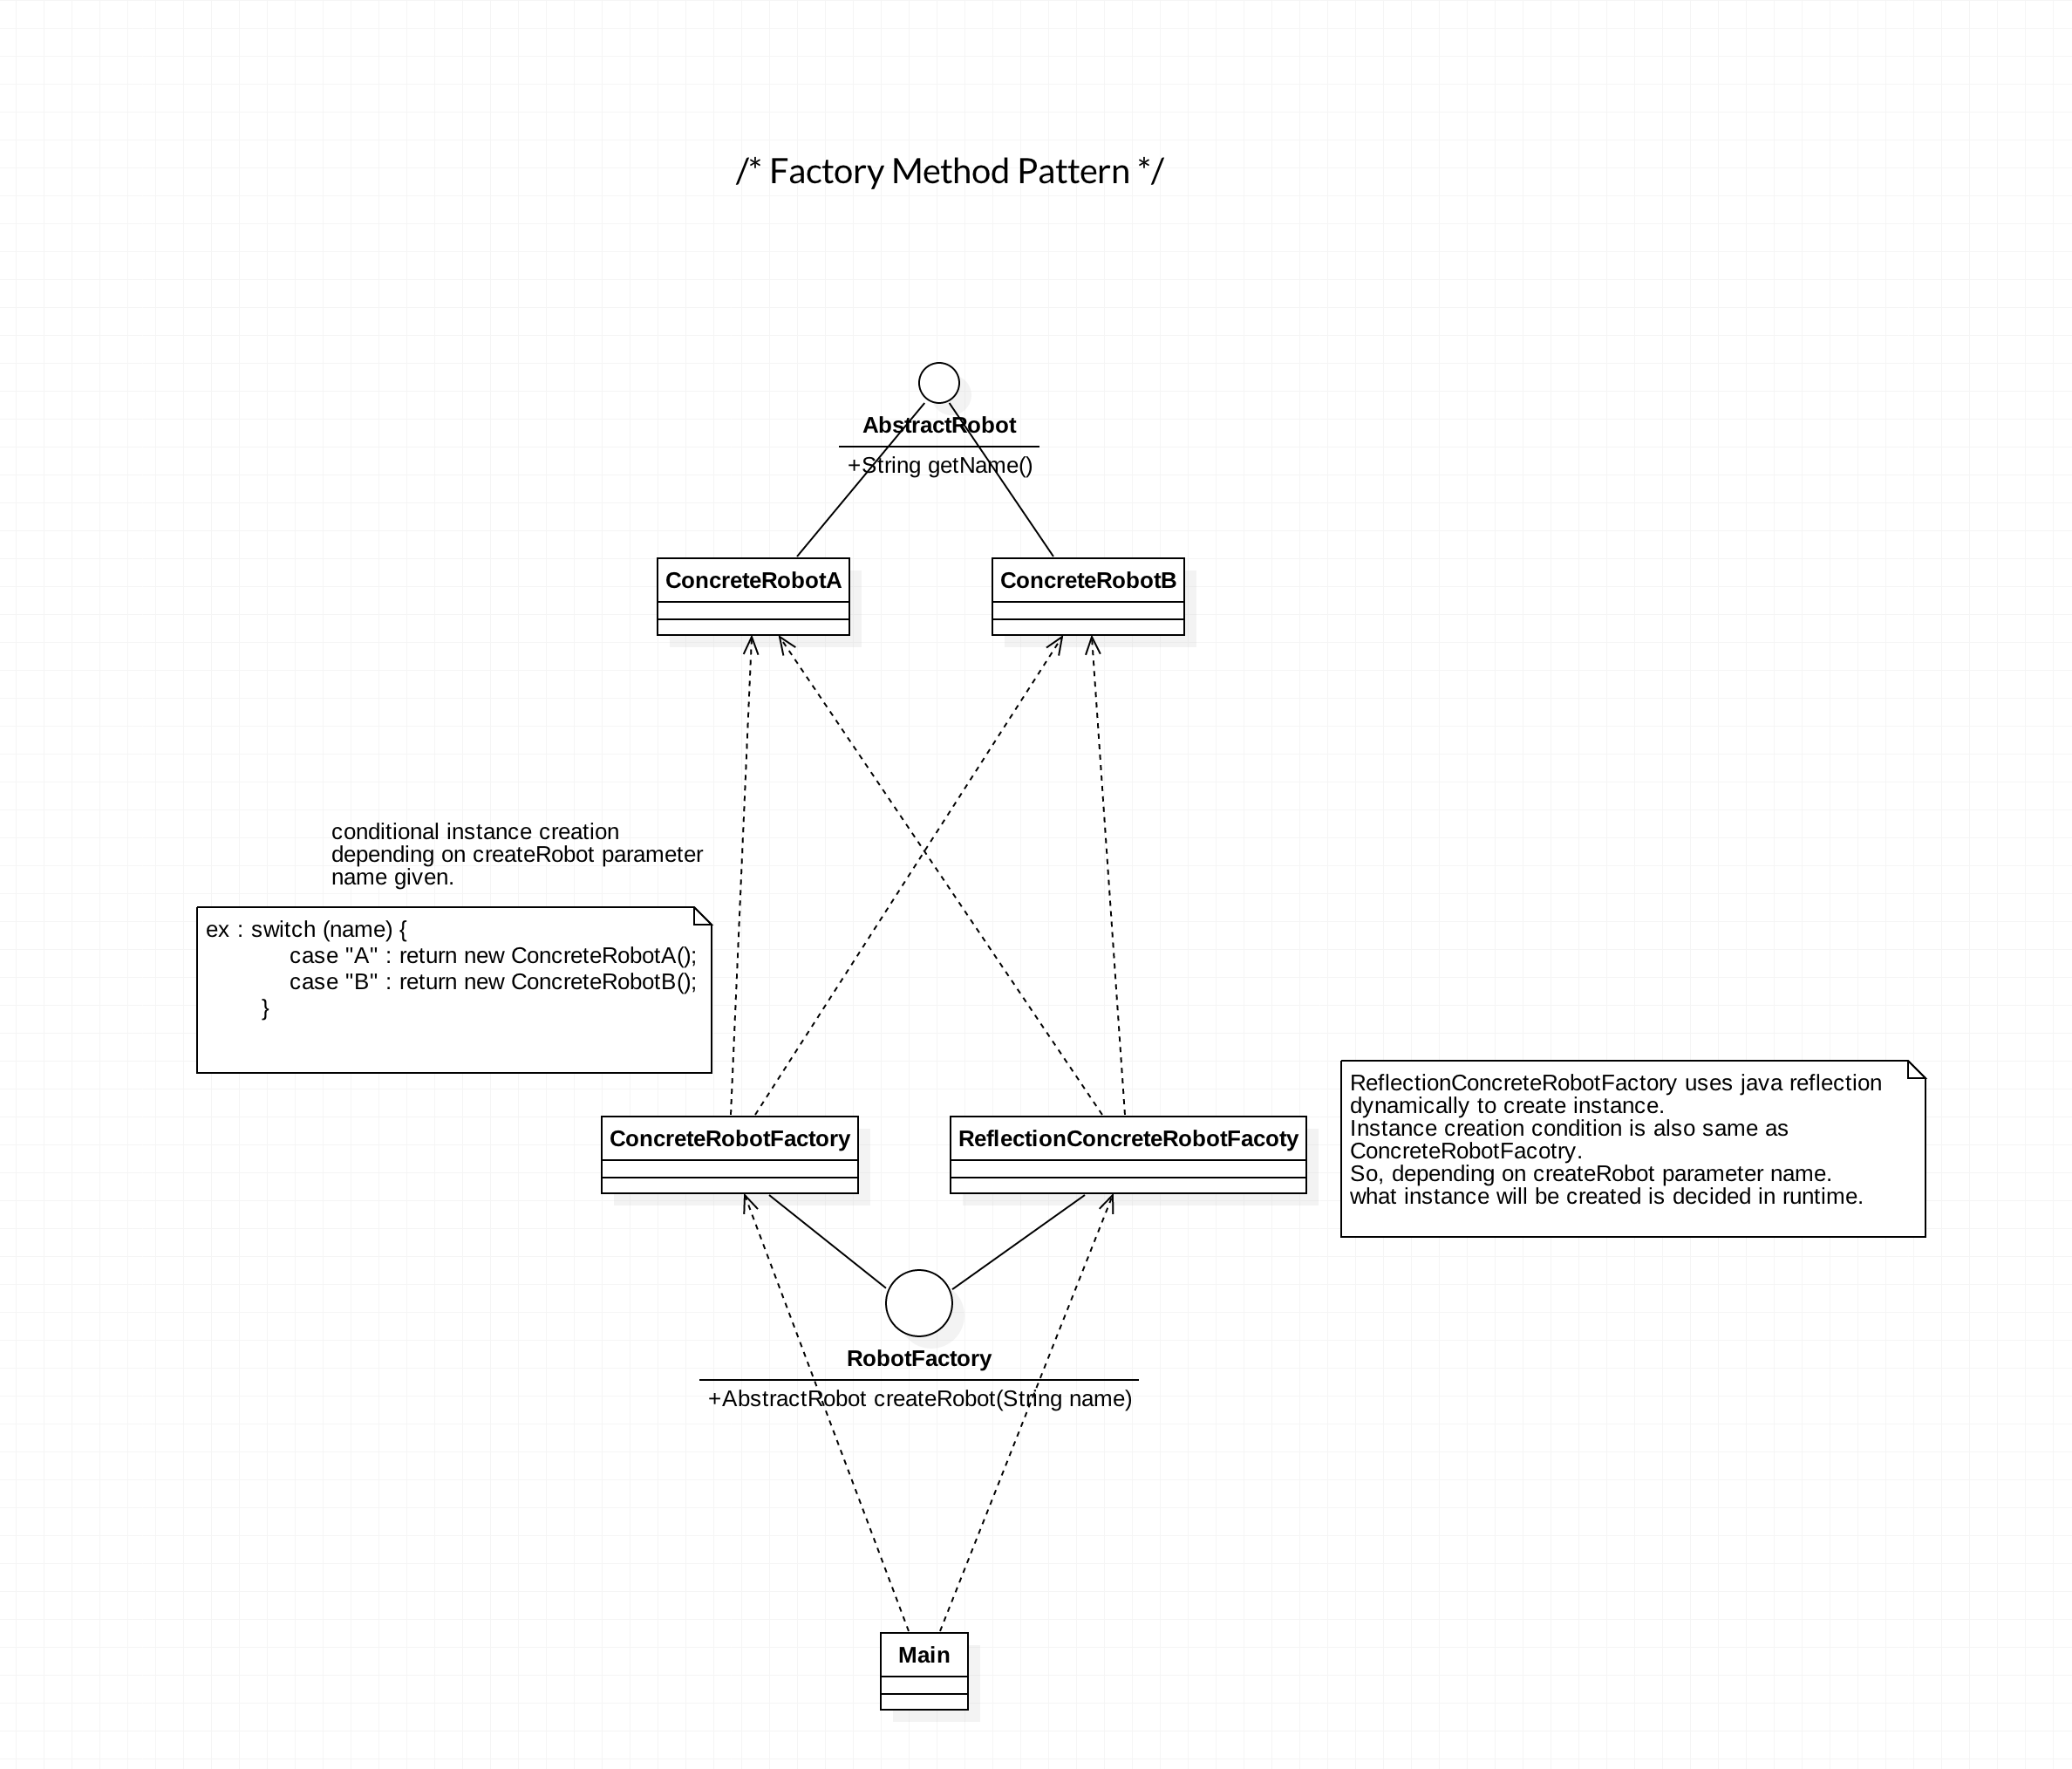 /* Factory Method Pattern */
AbstractRobot
+String getName()
ConcreteRobotA
ConcreteRobotB
conditional instance creation
depending on createRobot parameter
name given.
ex : switch (name) {
case "A" : return new ConcreteRobotA();
case "B" : return new ConcreteRobotB();
}
ReflectionConcreteRobotFactory uses java reflection
dynamically to create instance.
Instance creation condition is also same as
ConcreteRobotFacotry.
So, depending on createRobot parameter name.
what instance will be created is decided in runtime.
ConcreteRobotFactory
ReflectionConcreteRobotFacoty
RobotFactory
+AbstractRobot createRobot(String name)
Main